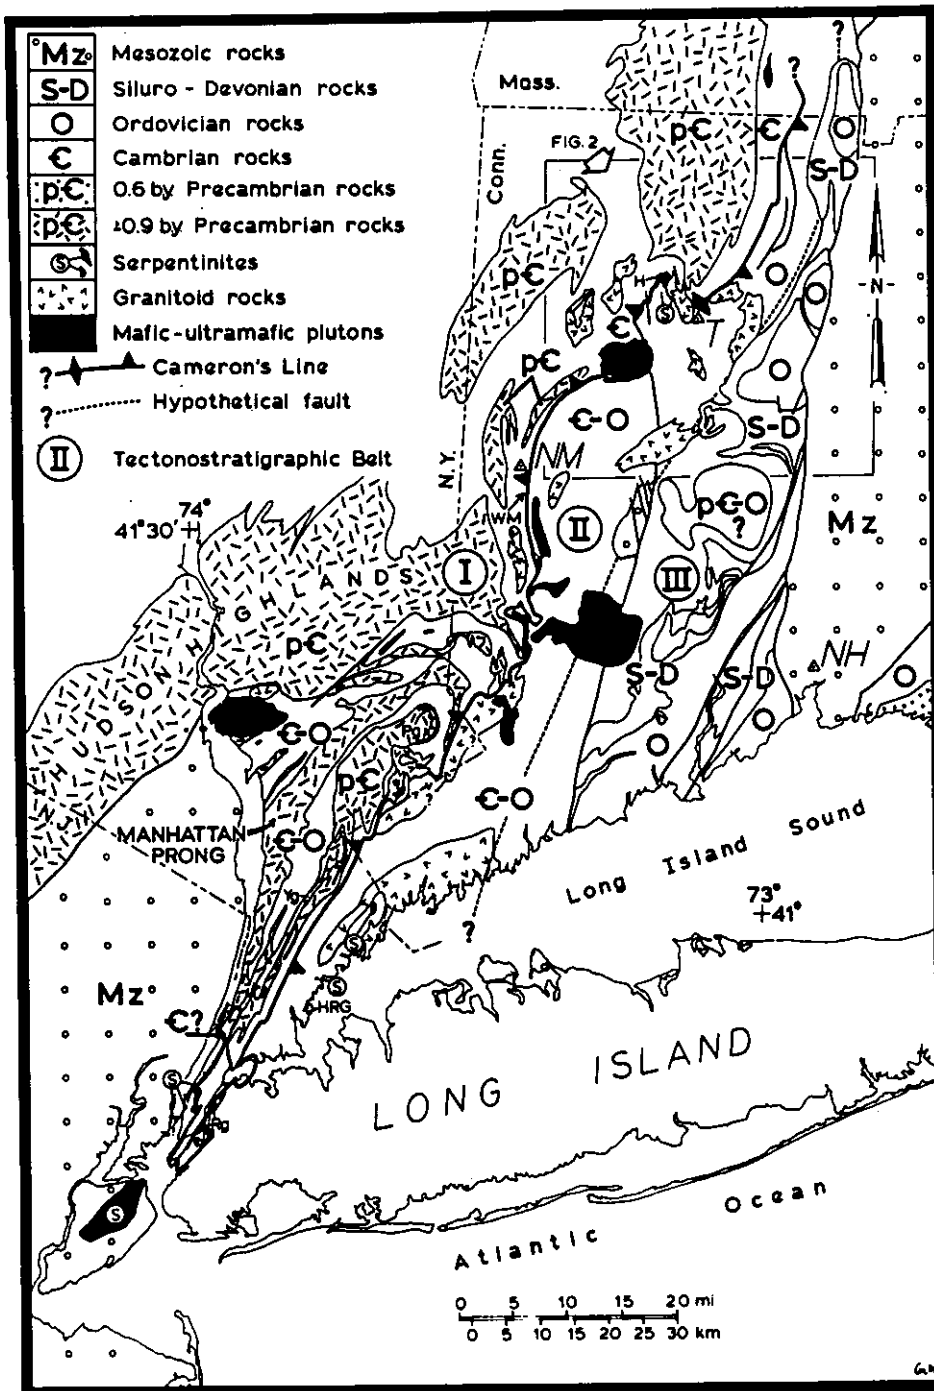 Mz Mesozoic rocks
S-D Siluro - Devonian rocks
O Ordovician rocks
Є Cambrian rocks
pЄ 0.6 by Precambrian rocks
pЄ ±0.9 by Precambrian rocks
S Serpentinites
Granitoid rocks
Mafic-ultramafic plutons
? Cameron's Line
? Hypothetical fault
II Tectonostratigraphic Belt
Mass.
Conn.
N.Y.
FIG. 2
?
?
pЄ
Є
O
S-D
-N-
pЄ
O
O
H
S
T
Є
pЄ
O
Є-O
S-D
NM
pЄ-O
?
Mz
WM
II
III
I
74°
41° 30'
N.J. HUDSON HIGHLANDS
pЄ
NH
O
S-D
S-D
O
O
Є-O
pЄ
Є-O
Є-O
MANHATTAN
PRONG
Long Island Sound
73°
+41°
?
S
S
HRG
Mz
Є?
S
S
LONG ISLAND
Atlantic Ocean
0 5 10 15 20 mi
0 5 10 15 20 25 30 km